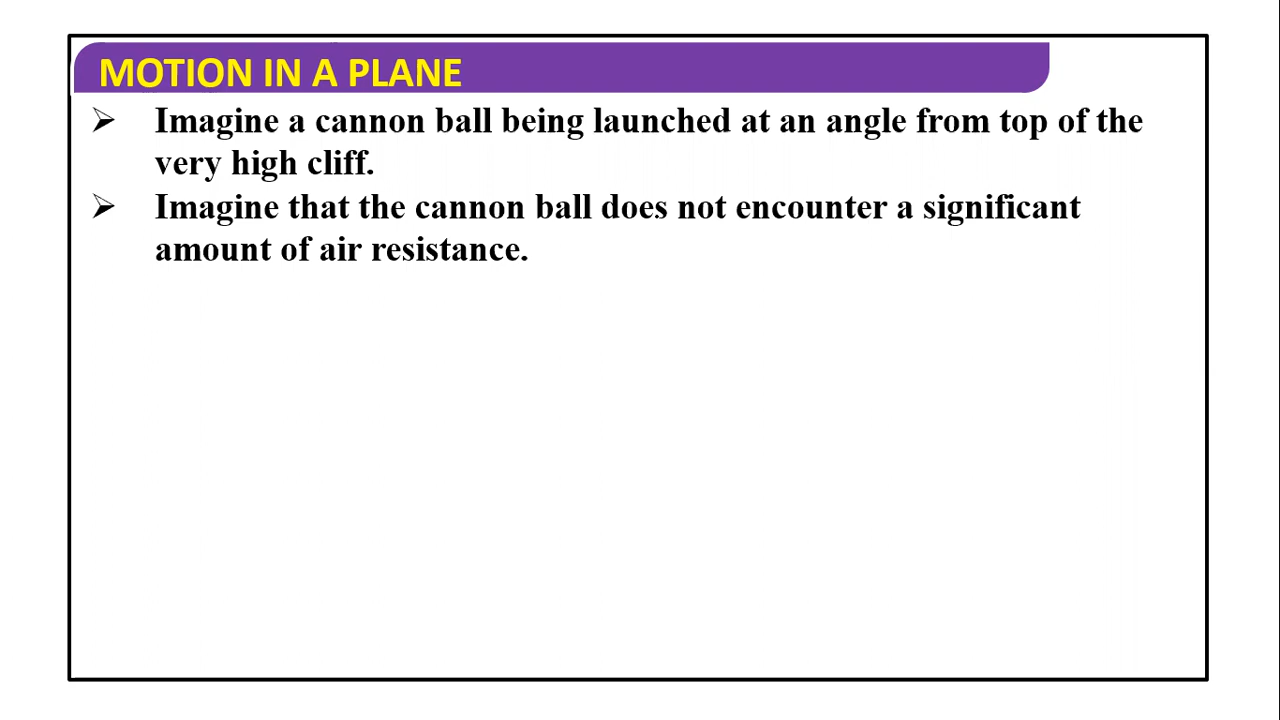 MOTION IN A PLANE
➢ Imagine a cannon ball being launched at an angle from top of the
very high cliff.
➢ Imagine that the cannon ball does not encounter a significant
amount of air resistance.